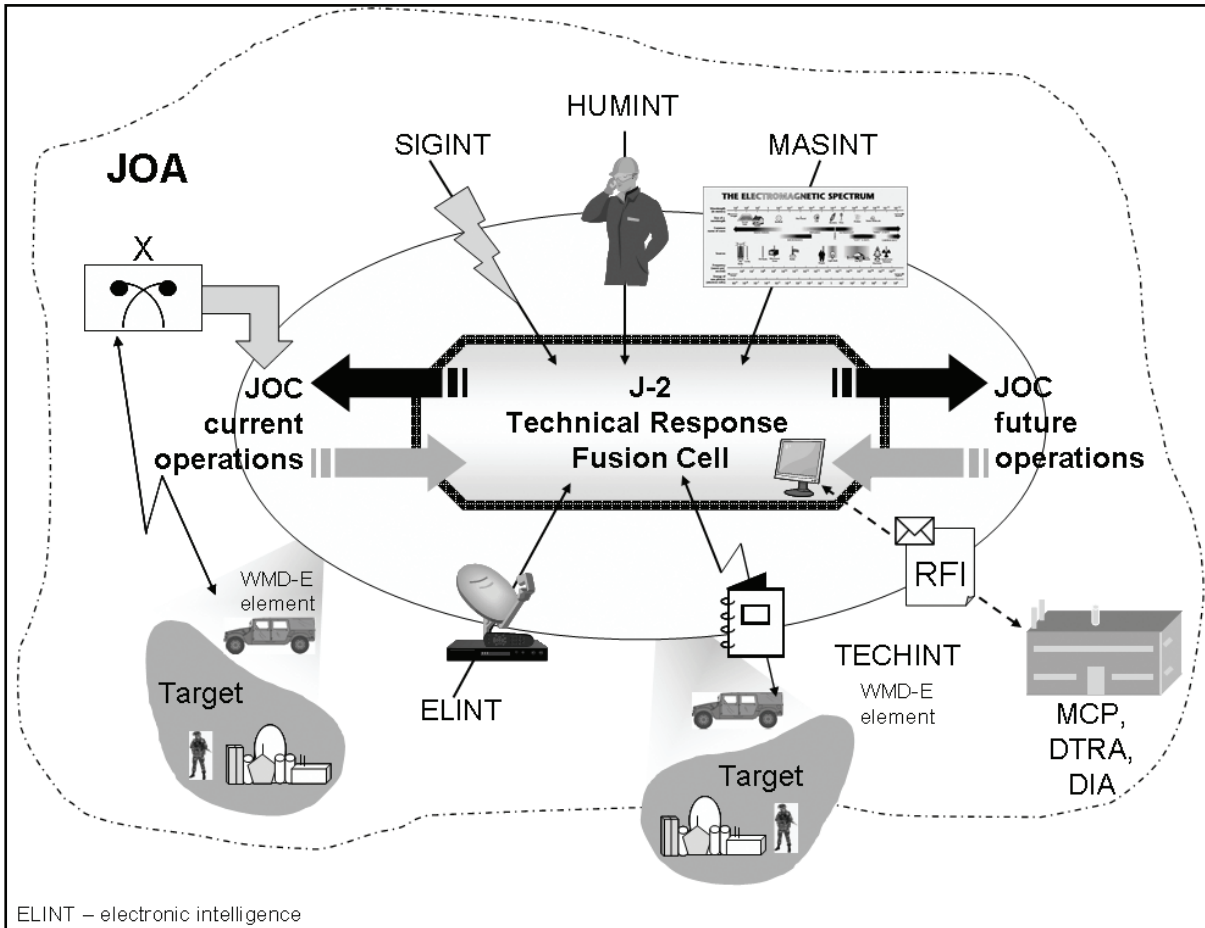 HUMINT
SIGINT
MASINT
JOA
THE ELECTROMAGNETIC SPECTRUM
X
JOC
current
operations
J-2
Technical Response
Fusion Cell
JOC
future
operations
RFI
WMD-E
element
Target
ELINT
TECHINT
WMD-E
element
Target
MCP,
DTRA,
DIA
ELINT – electronic intelligence